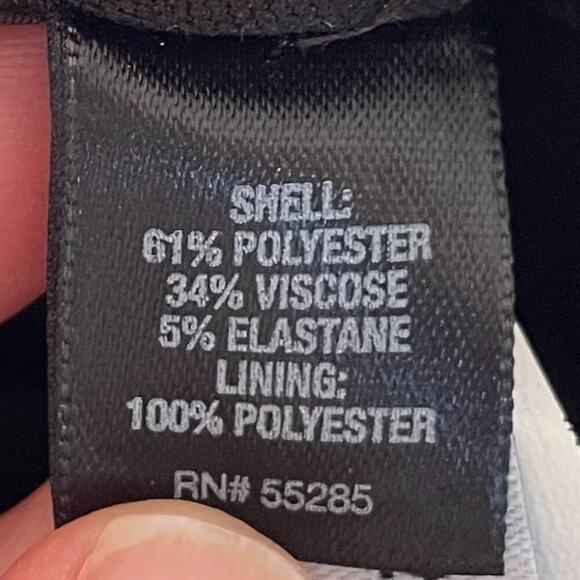 SHELL:
61% POLYESTER
34% VISCOSE
5% ELASTANE
LINING:
100% POLYESTER
RN# 55285